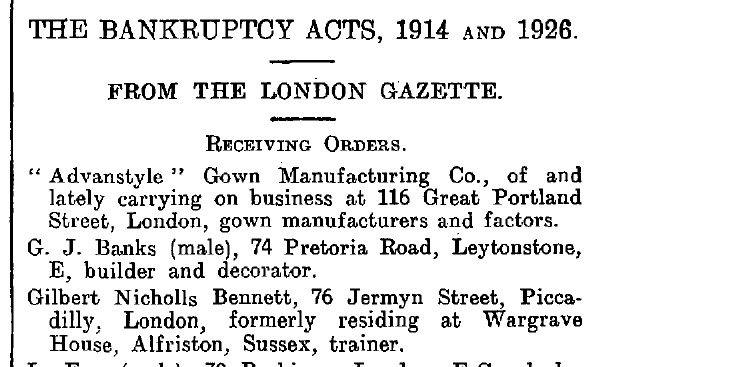 THE BANKRUPTCY ACTS, 1914 AND 1926.
FROM THE LONDON GAZETTE.
RECEIVING ORDERS.
“ Advanstyle ” Gown Manufacturing Co., of and
lately carrying on business at 116 Great Portland
Street, London, gown manufacturers and factors.
G. J. Banks (male), 74 Pretoria Road, Leytonstone,
E, builder and decorator.
Gilbert Nicholls Bennett, 76 Jermyn Street, Picca-
dilly, London, formerly residing at Wargrave
House, Alfriston, Sussex, trainer.